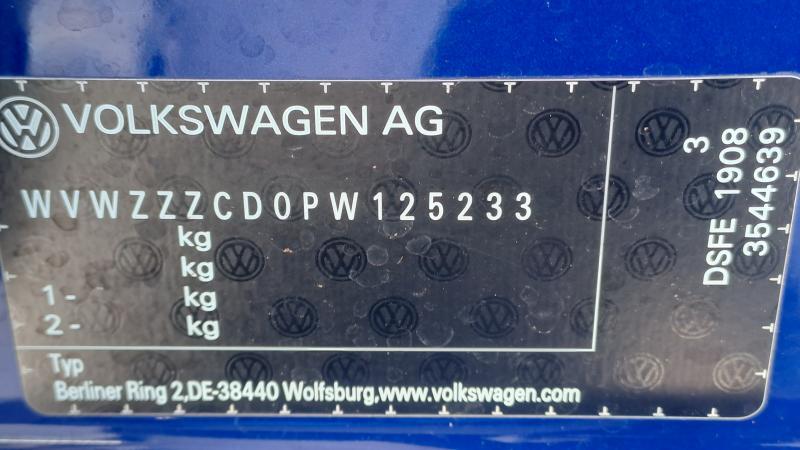 VOLKSWAGEN AG
WVWZZZCD0PW125233
kg
kg
1 - kg
2 - kg
Typ
Berliner Ring 2,DE-38440 Wolfsburg,www.volkswagen.com
3
DSFE 1908
3544639